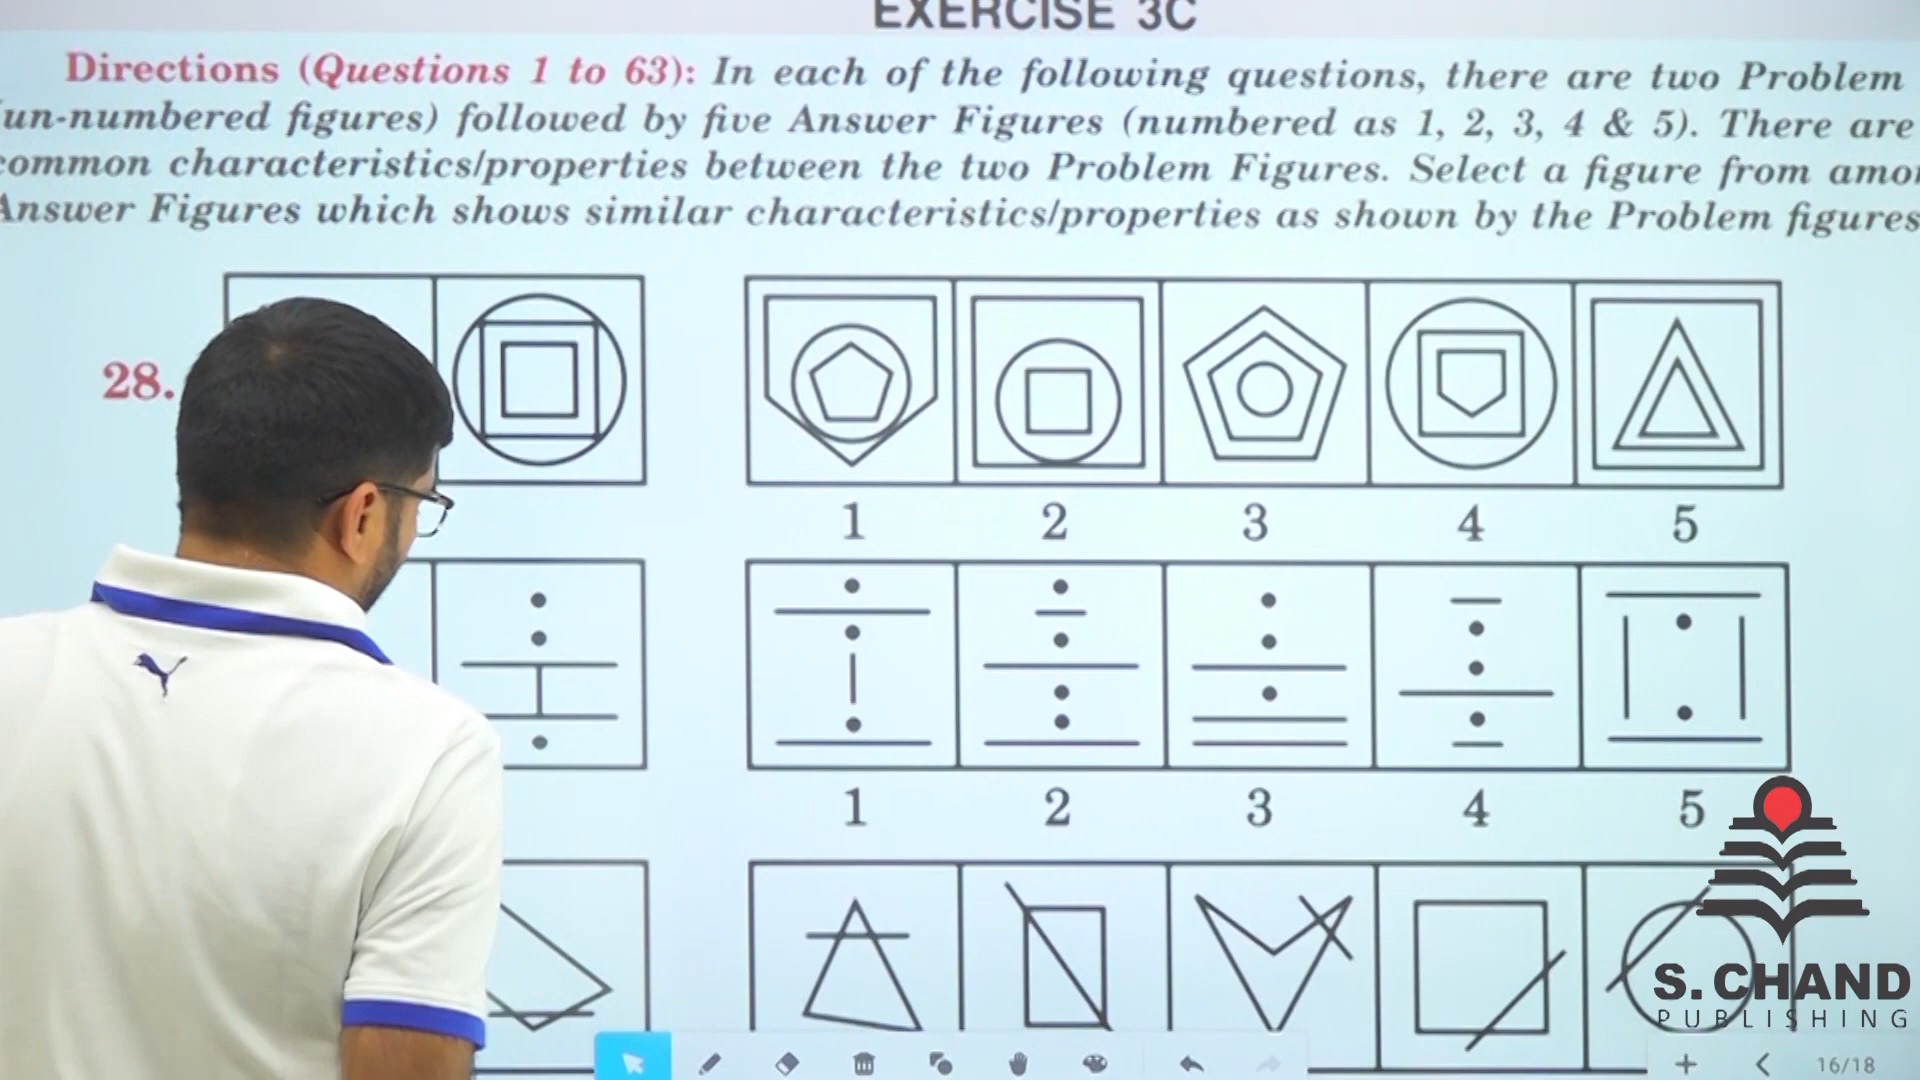 EXERCISE 3C
Directions (Questions 1 to 63): In each of the following questions, there are two Problem
(un-numbered figures) followed by five Answer Figures (numbered as 1, 2, 3, 4 & 5). There are
common characteristics/properties between the two Problem Figures. Select a figure from
Answer Figures which shows similar characteristics/properties as shown by the Problem figures
28.
1 2 3 4 5
1 2 3 4 5
S. CHAND
PUBLISHING
16/18